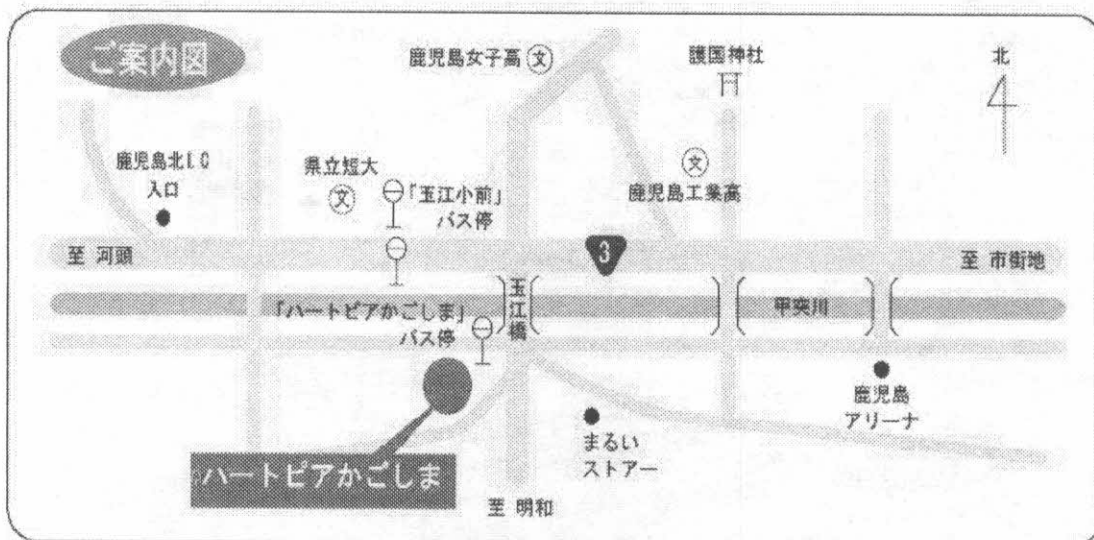 ご案内図
鹿児島女子高 文
護国神社
北
鹿児島北IC
入口
県立短大
文
「玉江小前」
バス停
文
鹿児島工業高
至 河頭
3
至 市街地
玉江橋
甲突川
「ハートピアかごしま」
バス停
鹿児島
アリーナ
まるい
ストアー
ハートピアかごしま
至 明和